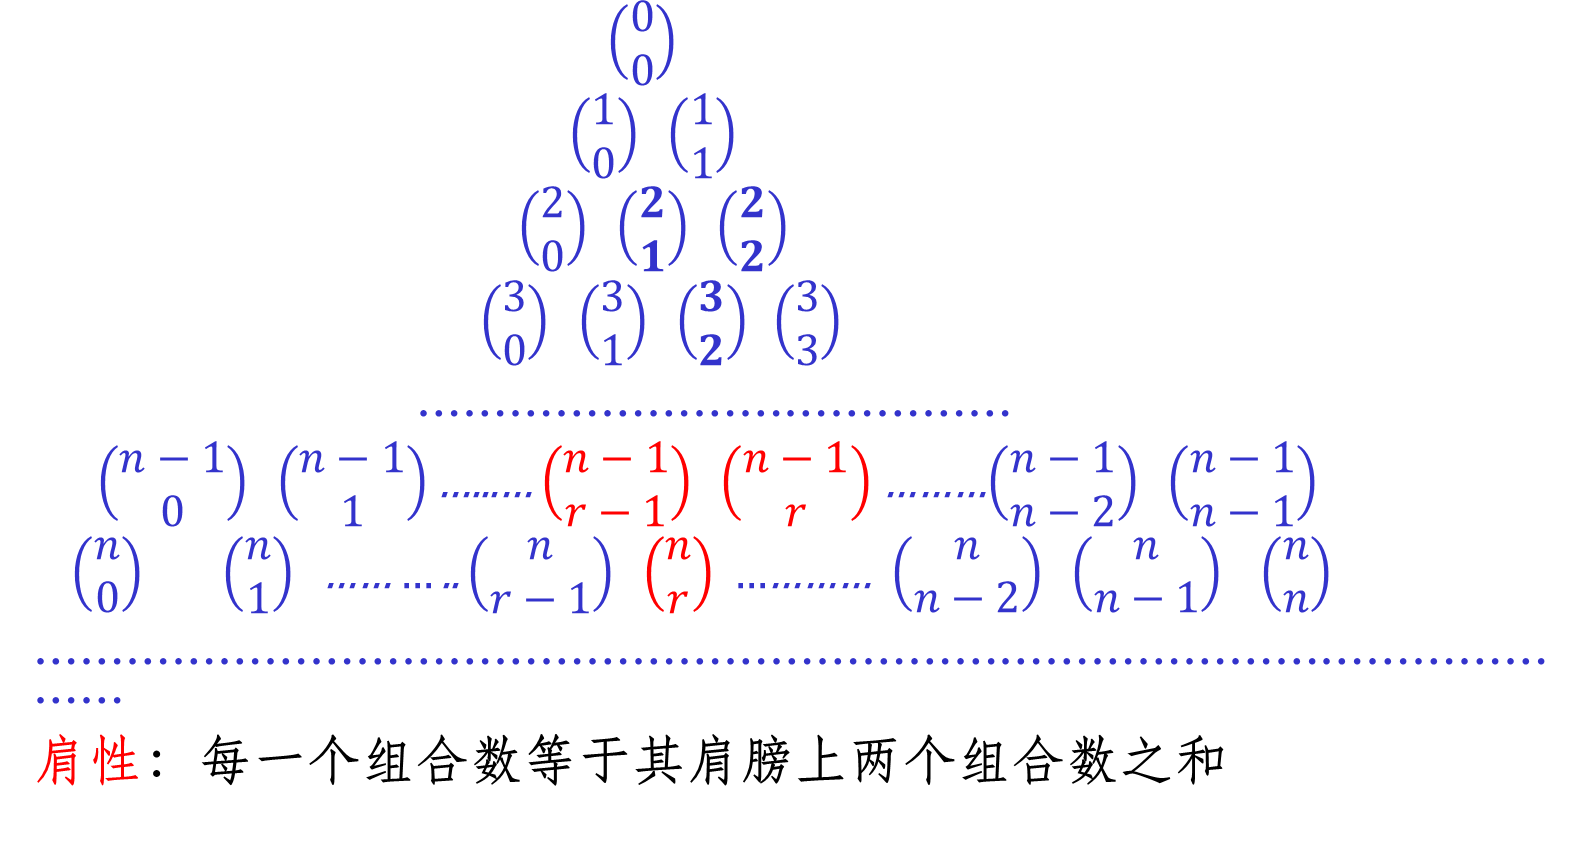 (0 0)
(1 0) (1 1)
(2 0) (2 1) (2 2)
(3 0) (3 1) (3 2) (3 3)
……………………………………
(n − 1 0) (n − 1 1) ……… (n − 1 r − 1) (n − 1 r) ……… (n − 1 n − 2) (n − 1 n − 1)
(n 0) (n 1) …… … .. (n r − 1) (n r) ………… (n n − 2) (n n − 1) (n n)
…………………………………………………………………………………………………
……
肩性：每一个组合数等于其肩膀上两个组合数之和